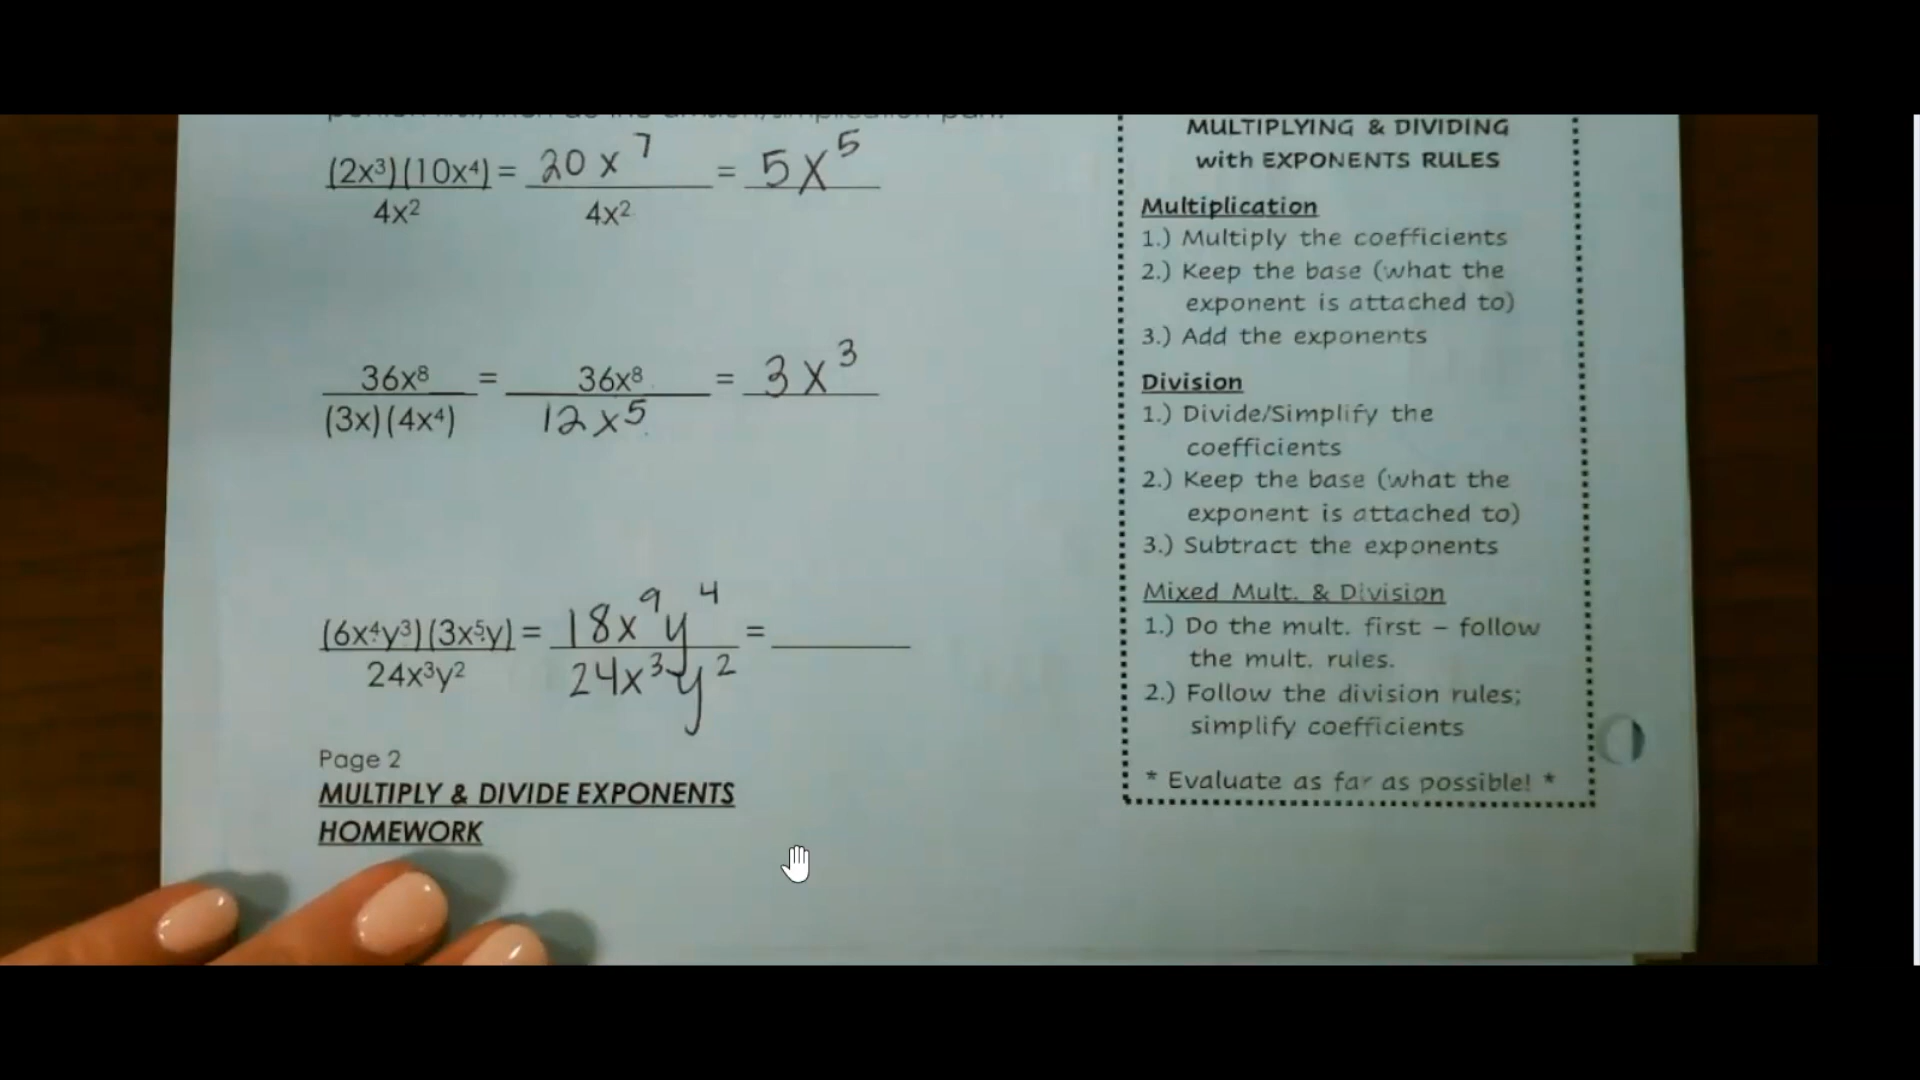 (2x³)(10x⁴) = 20x⁷ = 5x⁵
4x² 4x²
36x⁸ = 36x⁸ = 3x³
(3x)(4x⁴) 12x⁵
(6x⁴y³)(3x⁵y) = 18x⁹y⁴ =
24x³y² 24x³y²
Page 2
MULTIPLY & DIVIDE EXPONENTS
HOMEWORK
MULTIPLYING & DIVIDING
with EXPONENTS RULES
Multiplication
1.) Multiply the coefficients
2.) Keep the base (what the
exponent is attached to)
3.) Add the exponents
Division
1.) Divide/Simplify the
coefficients
2.) Keep the base (what the
exponent is attached to)
3.) Subtract the exponents
Mixed Mult. & Division
1.) Do the mult. first – follow
the mult. rules.
2.) Follow the division rules;
simplify coefficients
* Evaluate as far as possible! *